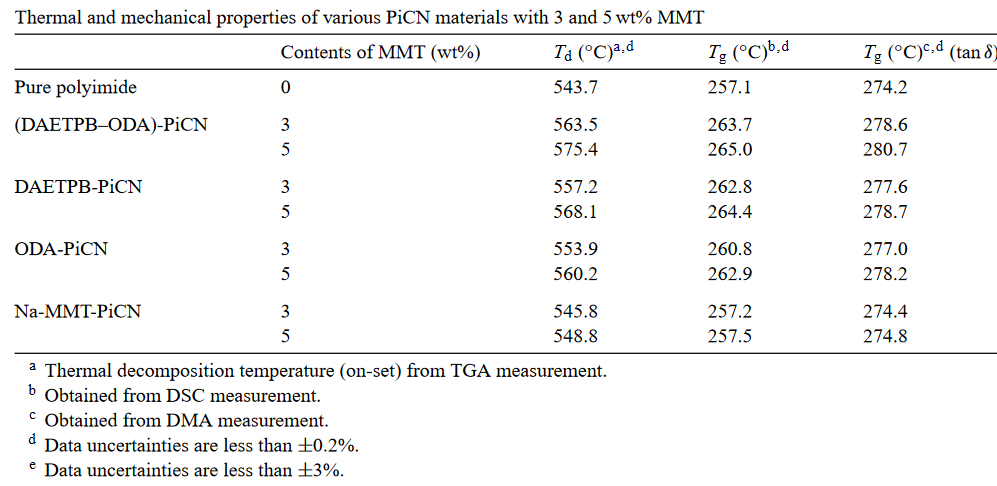 Thermal and mechanical properties of various PiCN materials with 3 and 5 wt% MMT
Contents of MMT (wt%) Td (°C)a,d Tg (°C)b,d Tg (°C)c,d (tan δ)
Pure polyimide 0 543.7 257.1 274.2
(DAETPB–ODA)-PiCN 3 563.5 263.7 278.6
5 575.4 265.0 280.7
DAETPB-PiCN 3 557.2 262.8 277.6
5 568.1 264.4 278.7
ODA-PiCN 3 553.9 260.8 277.0
5 560.2 262.9 278.2
Na-MMT-PiCN 3 545.8 257.2 274.4
5 548.8 257.5 274.8
a Thermal decomposition temperature (on-set) from TGA measurement.
b Obtained from DSC measurement.
c Obtained from DMA measurement.
d Data uncertainties are less than ±0.2%.
e Data uncertainties are less than ±3%.